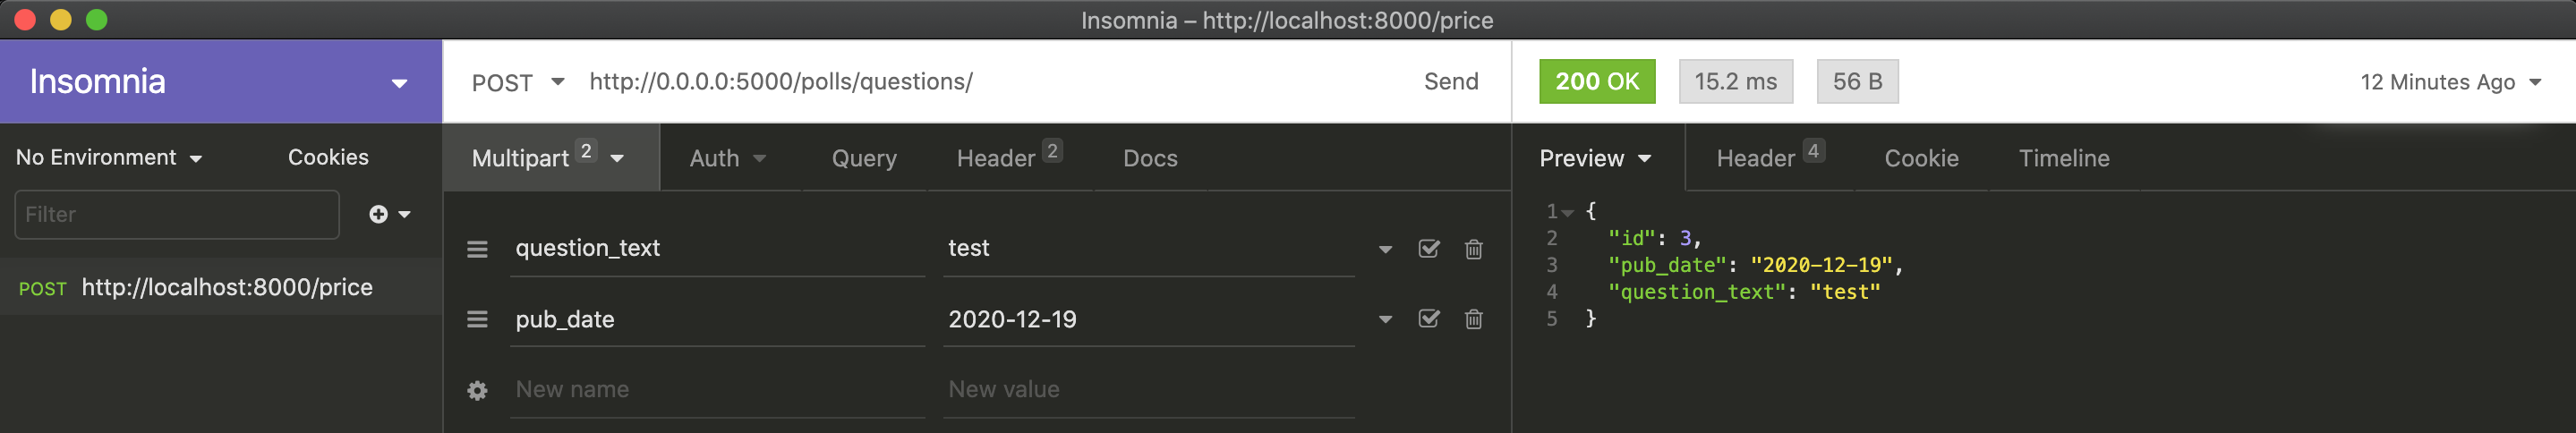 Insomnia – http://localhost:8000/price
Insomnia
POST http://0.0.0.0:5000/polls/questions/ Send
200 OK 15.2 ms 56 B 12 Minutes Ago
No Environment Cookies
Filter
POST http://localhost:8000/price
Multipart 2 Auth Query Header 2 Docs
question_text test
pub_date 2020-12-19
New name New value
Preview Header 4 Cookie Timeline
1 {
2 "id": 3,
3 "pub_date": "2020-12-19",
4 "question_text": "test"
5 }